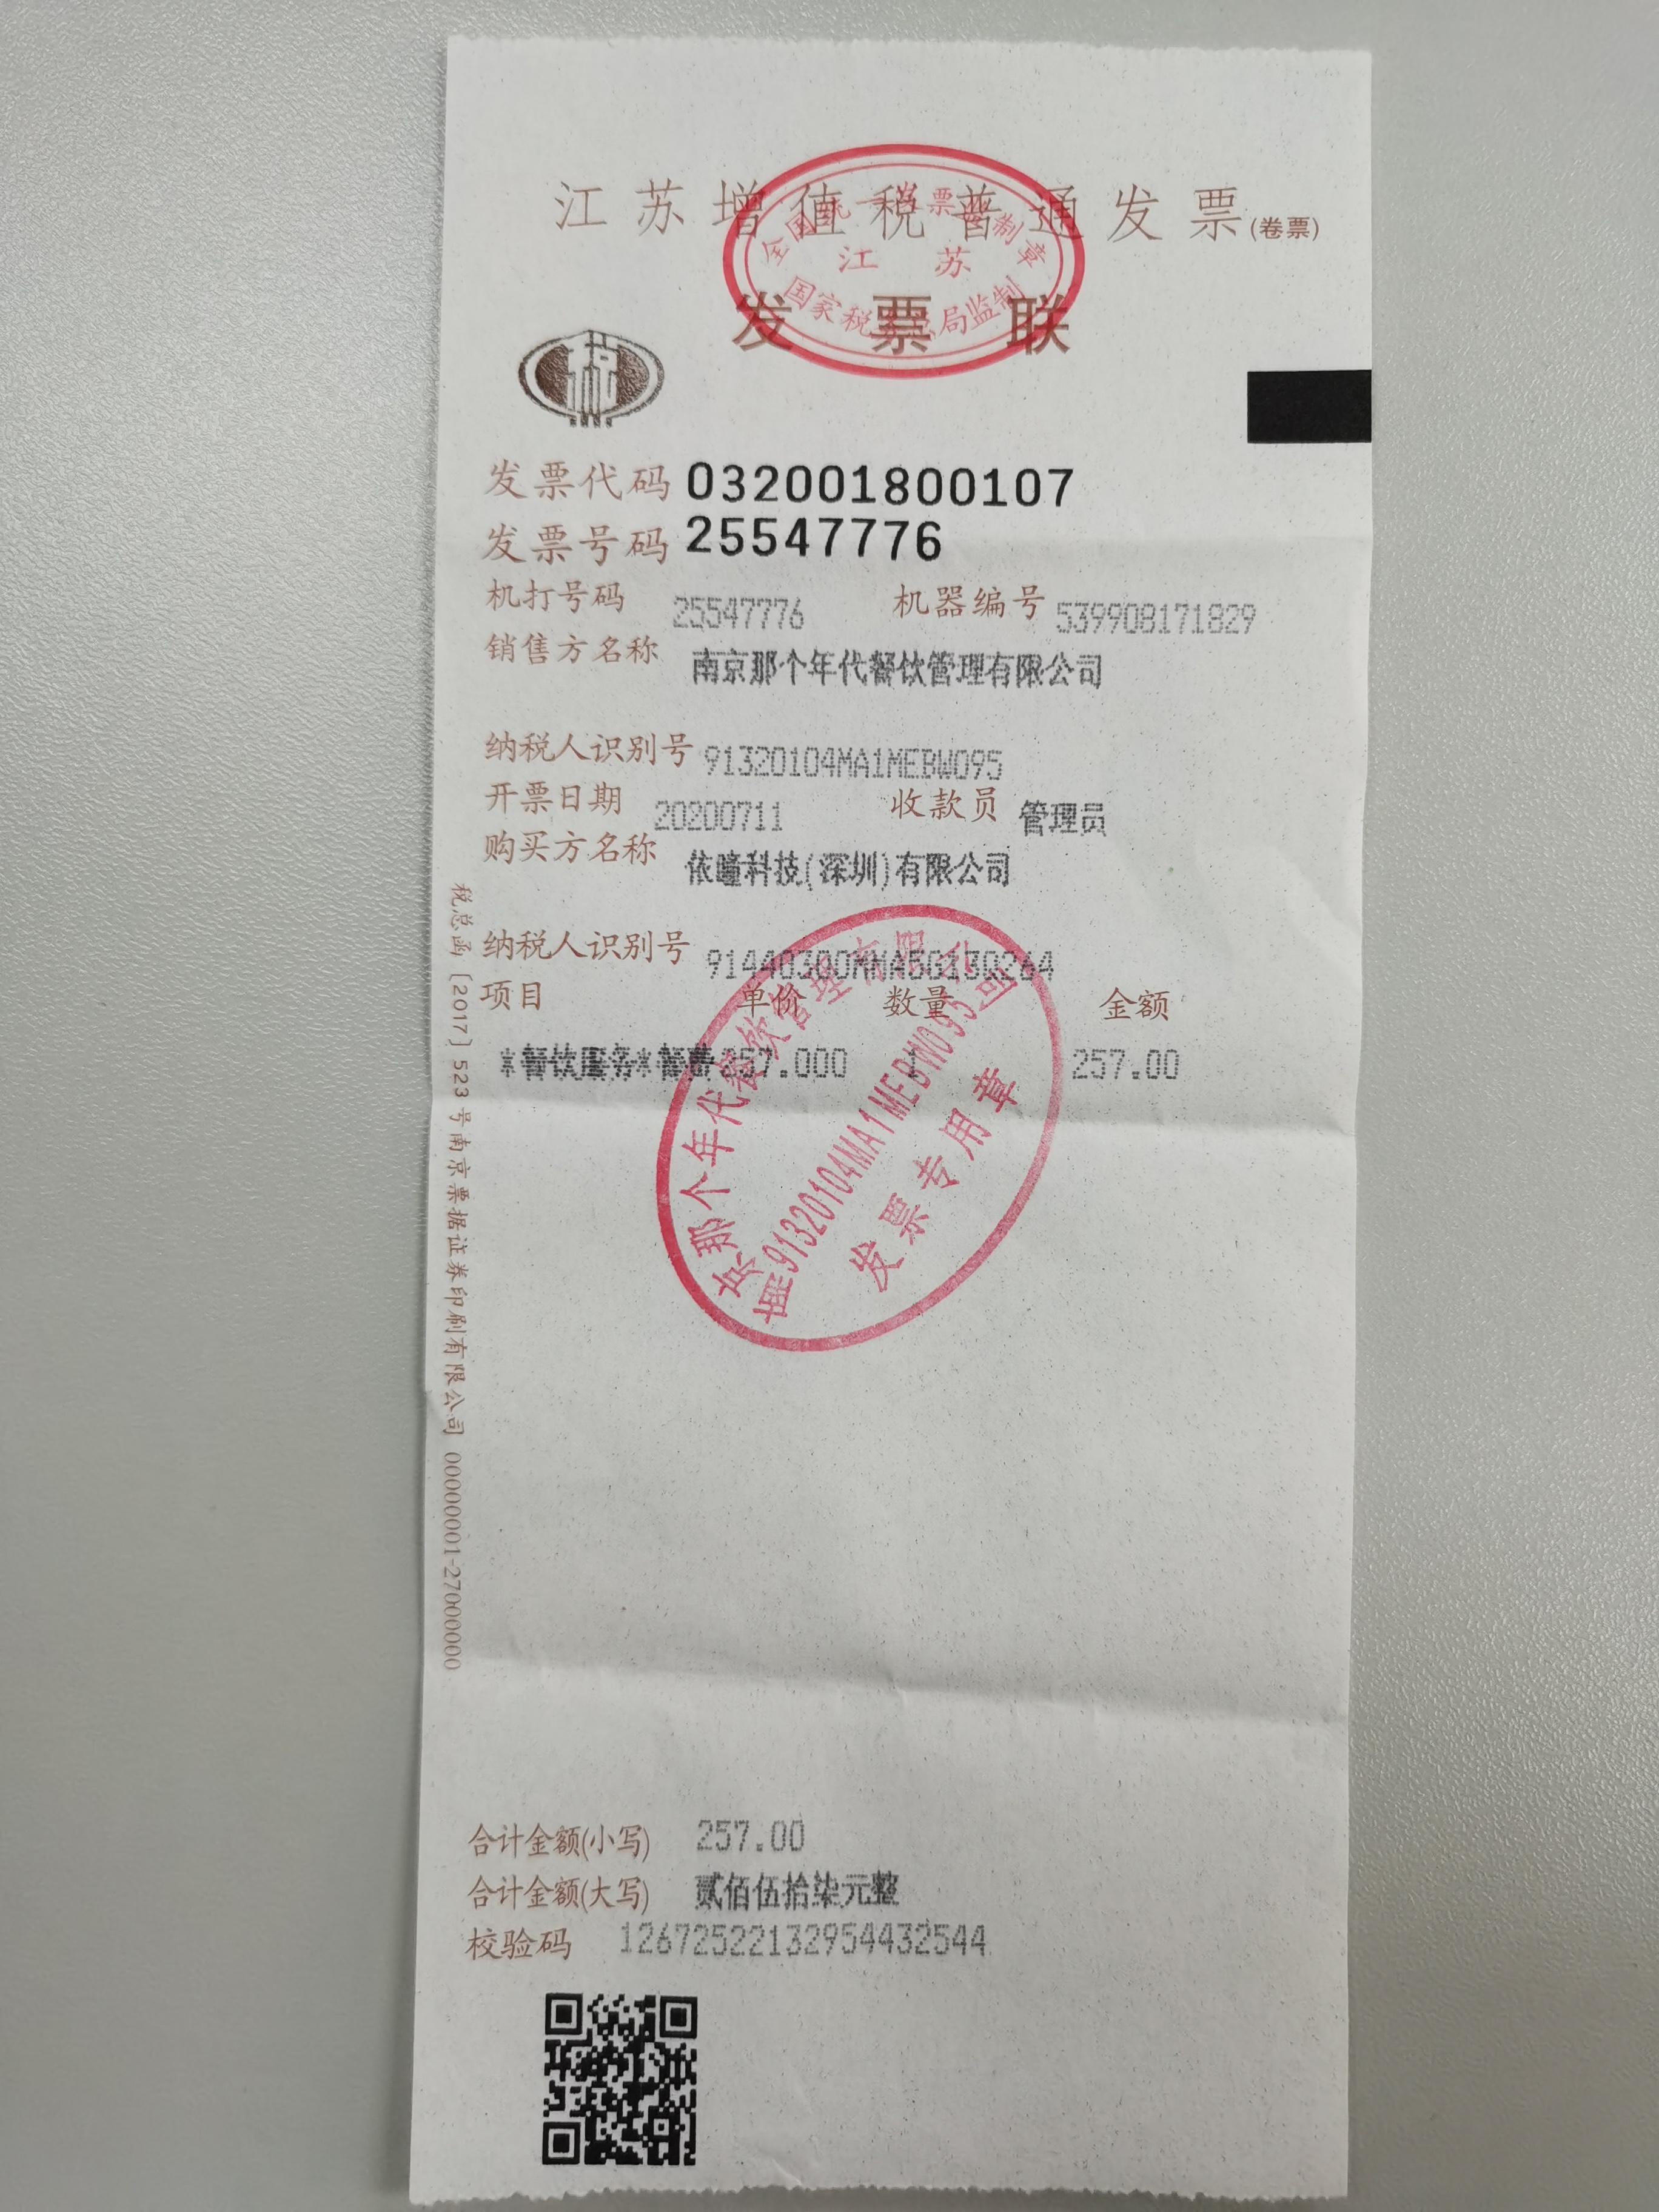 江苏增值税普通发票(卷票)
全国统一发票监制章
江 苏
国家税务总局监制
发 票 联
发票代码 032001800107
发票号码 25547776
机打号码 25547776 机器编号 539908171829
销售方名称 南京那个年代餐饮管理有限公司
纳税人识别号 91320104MA1MEBW095
开票日期 20200711 收款员 管理员
购买方名称 依瞳科技(深圳)有限公司
纳税人识别号
项目 单价 数量 金额
*餐饮服务*餐费 257.000 1 257.00
南京那个年代餐饮管理有限公司
91320104MA1MEBW095
发票专用章
税总函〔2017〕523号南京票据证券印刷有限公司 00000001-27000000
合计金额(小写) 257.00
合计金额(大写) 贰佰伍拾柒元整
校验码 12672522132954432544